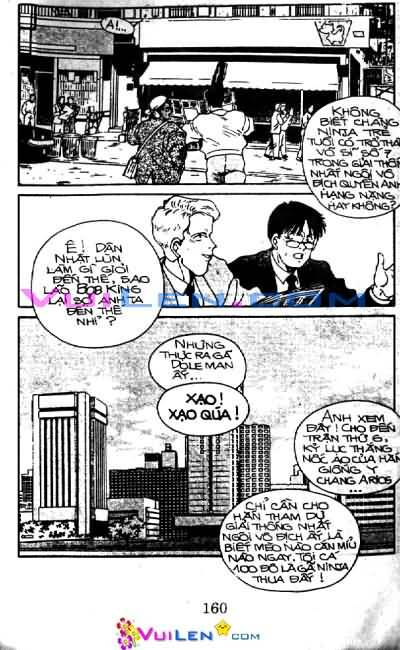 A!...
KHÔNG
BIẾT CHÀNG
NINJA TRẺ
TUỔI CÓ TRỞ THÀNH
VÕ SĨ SỐ 7
TRONG GIẢI THỐNG
NHẤT NGÔI VÔ
ĐỊCH QUYỀN ANH
HẠNG NẶNG
HAY KHÔNG?
Ê! DÂN
NHẬT LÙN,
LÀM GÌ GIỎI
ĐẾN THẾ, SAO
LÃO BOB KING
LẠI SỢ ANH TA
ĐẾN THẾ
NHỈ?
VUILEN.COM
NHƯNG
THỰC RA GÃ
DOLE MAN
ẤY...
XẠO!
XẠO QUÁ!
ANH XEM
ĐÂY! CHO ĐẾN
TRẬN THỨ 6,
KỶ LỤC THẮNG
NỐC ÁO CỦA HẮN
GIỐNG Y
CHANG ARIOS
...
CHỈ CẦN CHO
HẮN THAM DỰ
GIẢI THỐNG NHẤT
NGÔI VÔ ĐỊCH ẤY LÀ
BIẾT MÈO NÀO CẮN MỈU
NÀO NGAY. TÔI CÁ
100 ĐÔ LÀ GÃ NINJA
THUA ĐẤY!
160
VUILEN.COM